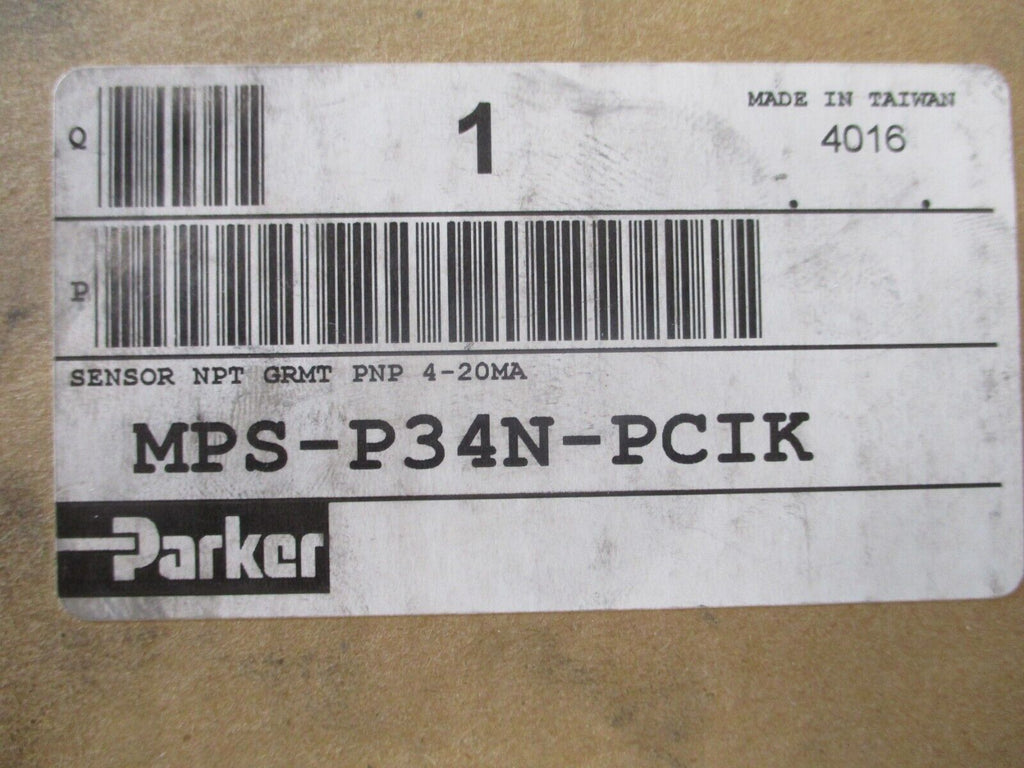 Q
1
MADE IN TAIWAN
4016
P
SENSOR NPT GRMT PNP 4-20MA
MPS-P34N-PCIK
Parker